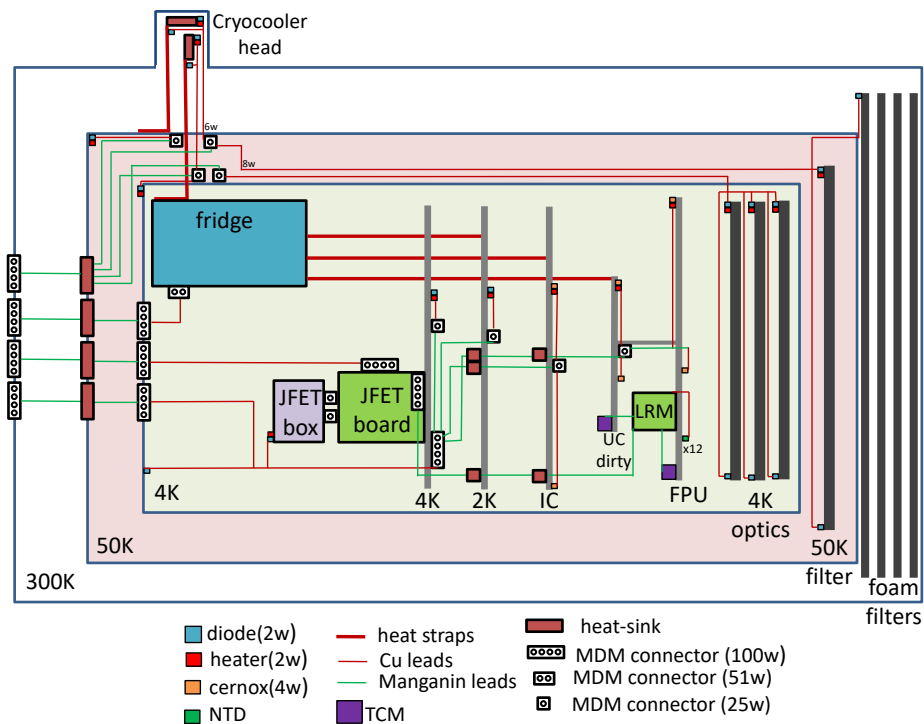 Cryocooler
head
6w
8w
fridge
JFET
box
JFET
board
LRM
UC
dirty
x12
FPU
4K
4K
2K
IC
4K
optics
50K
50K
filter
300K
foam
filters
diode(2w)
heater(2w)
cernox(4w)
NTD
heat straps
Cu leads
Manganin leads
TCM
heat-sink
MDM connector (100w)
MDM connector (51w)
MDM connector (25w)